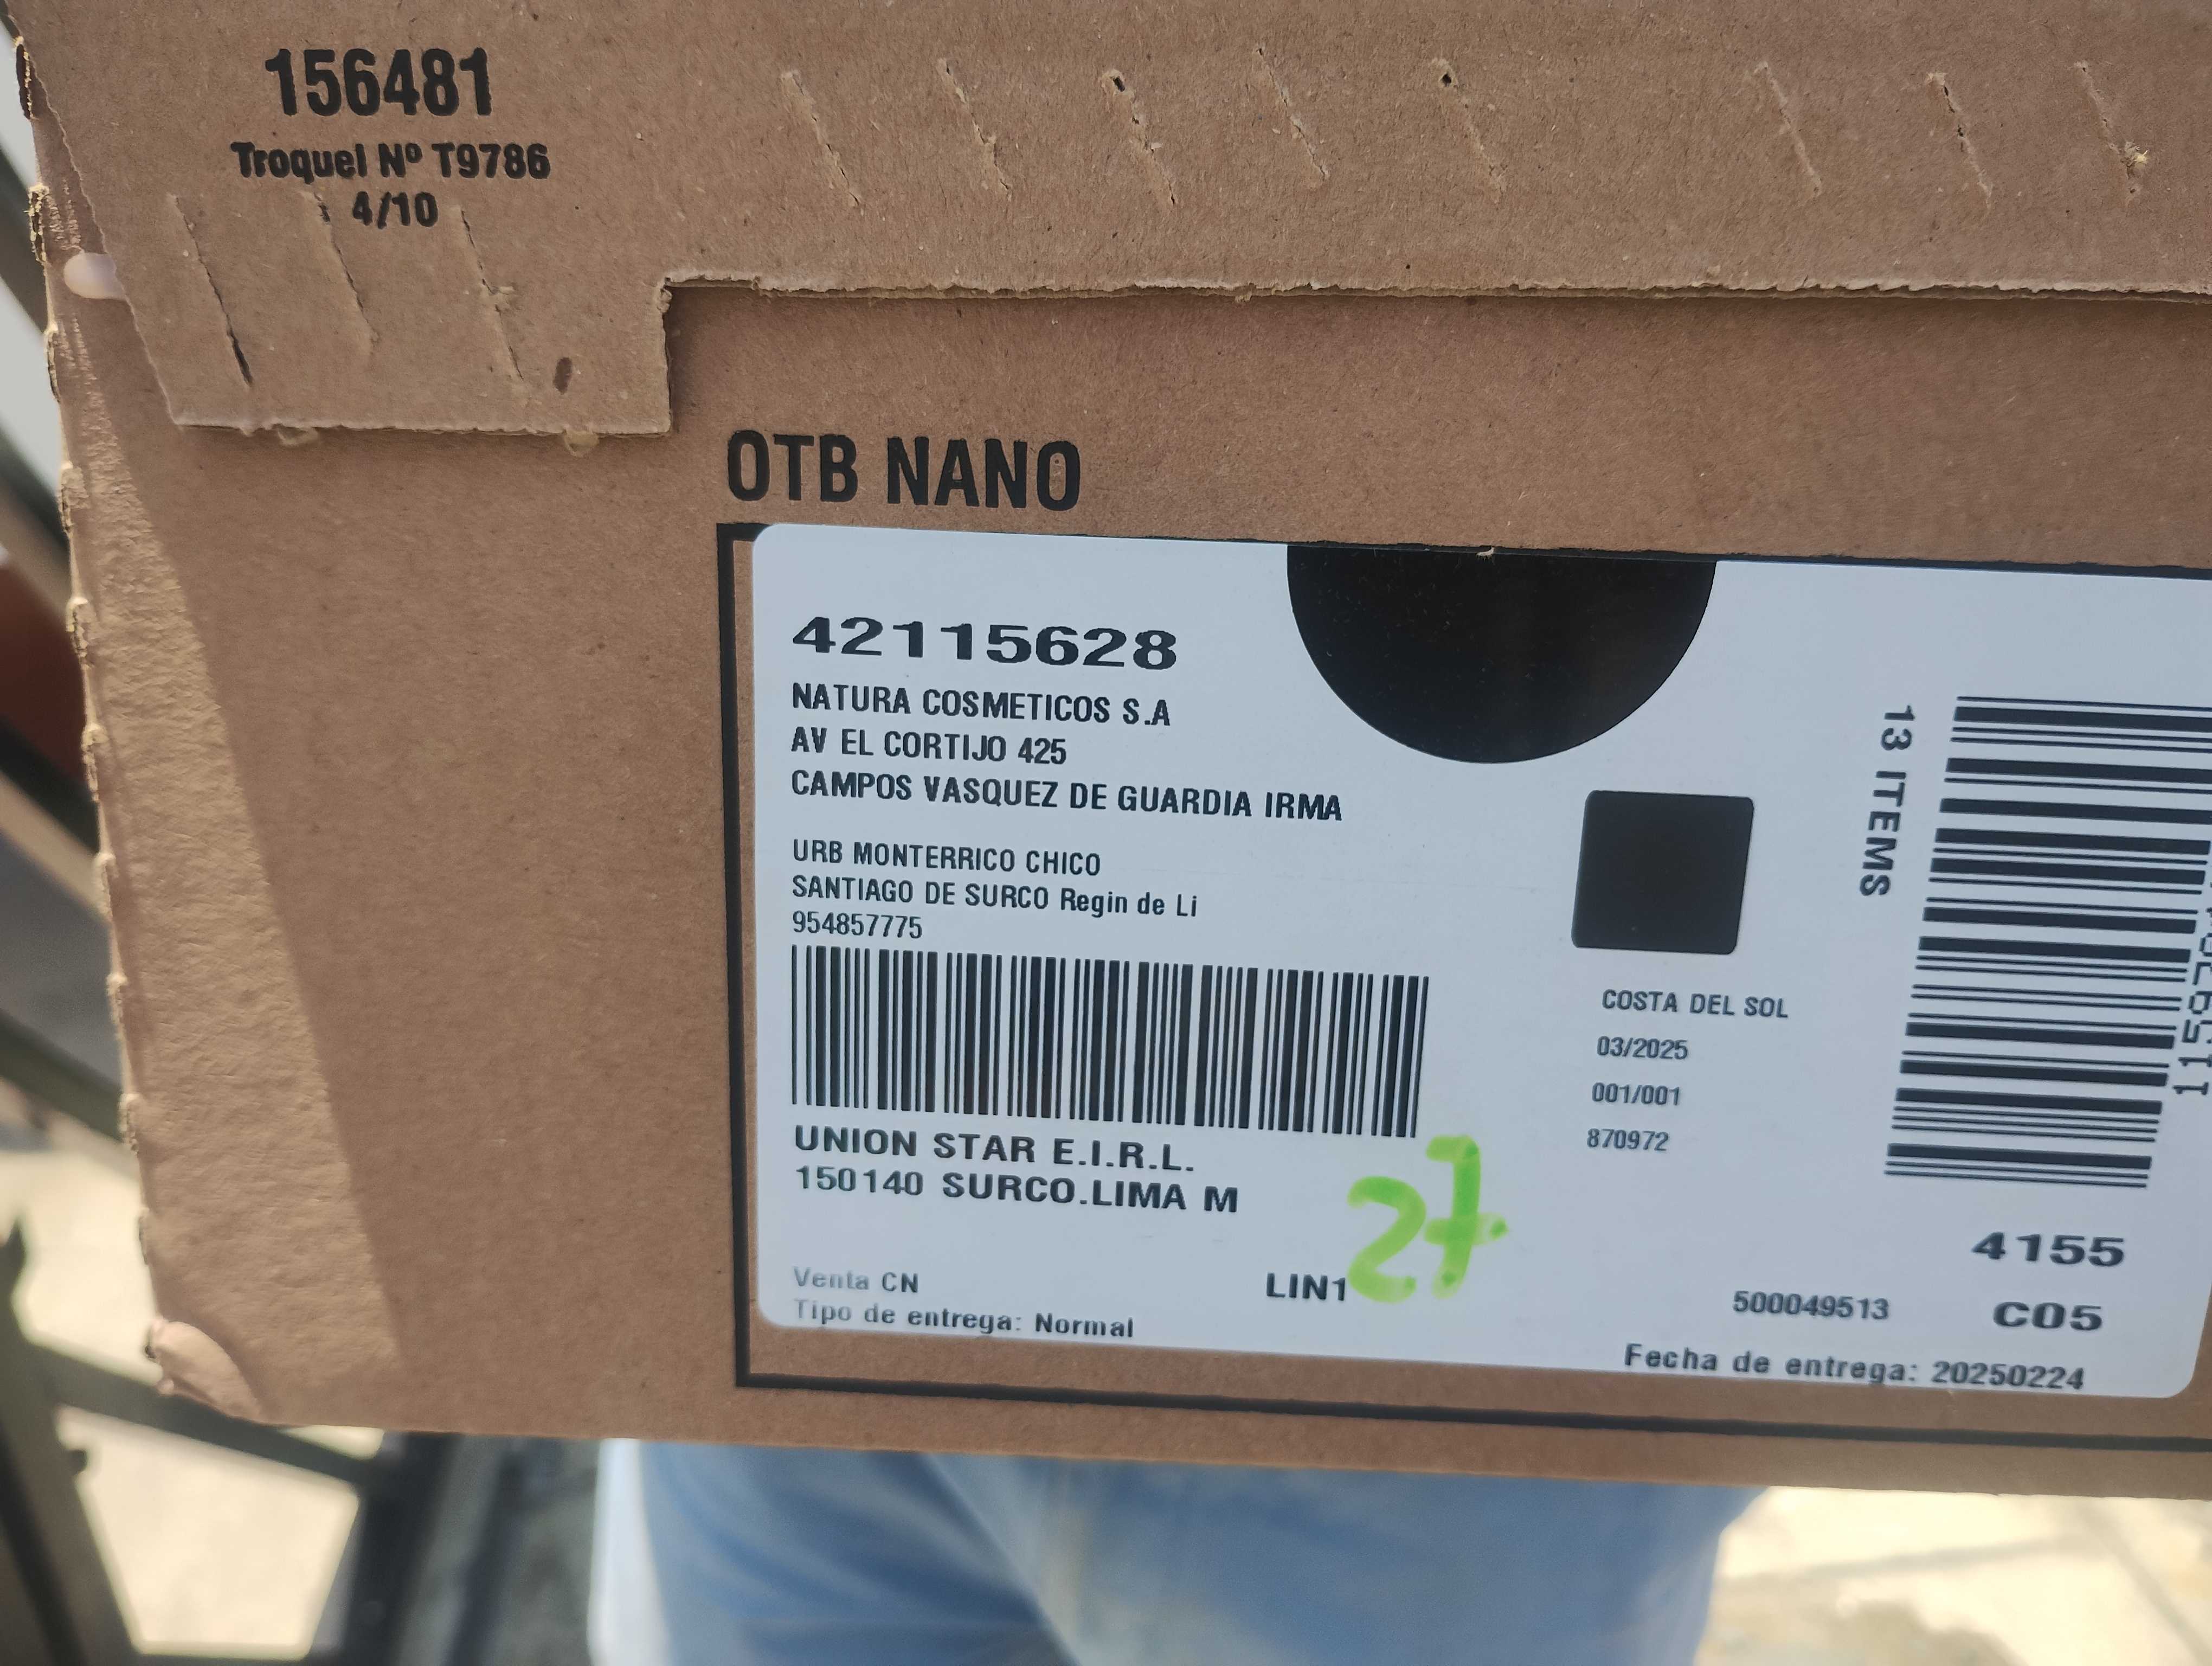 156481
Troquel Nº T9786
4/10
OTB NANO
42115628
NATURA COSMETICOS S.A
AV EL CORTIJO 425
CAMPOS VASQUEZ DE GUARDIA IRMA
URB MONTERRICO CHICO
SANTIAGO DE SURCO Regin de Li
954857775
UNION STAR E.I.R.L.
150140 SURCO.LIMA M
27
Venta CN
LIN1
Tipo de entrega: Normal
13 ITEMS
COSTA DEL SOL
03/2025
001/001
870972
4155
500049513
C05
Fecha de entrega: 20250224